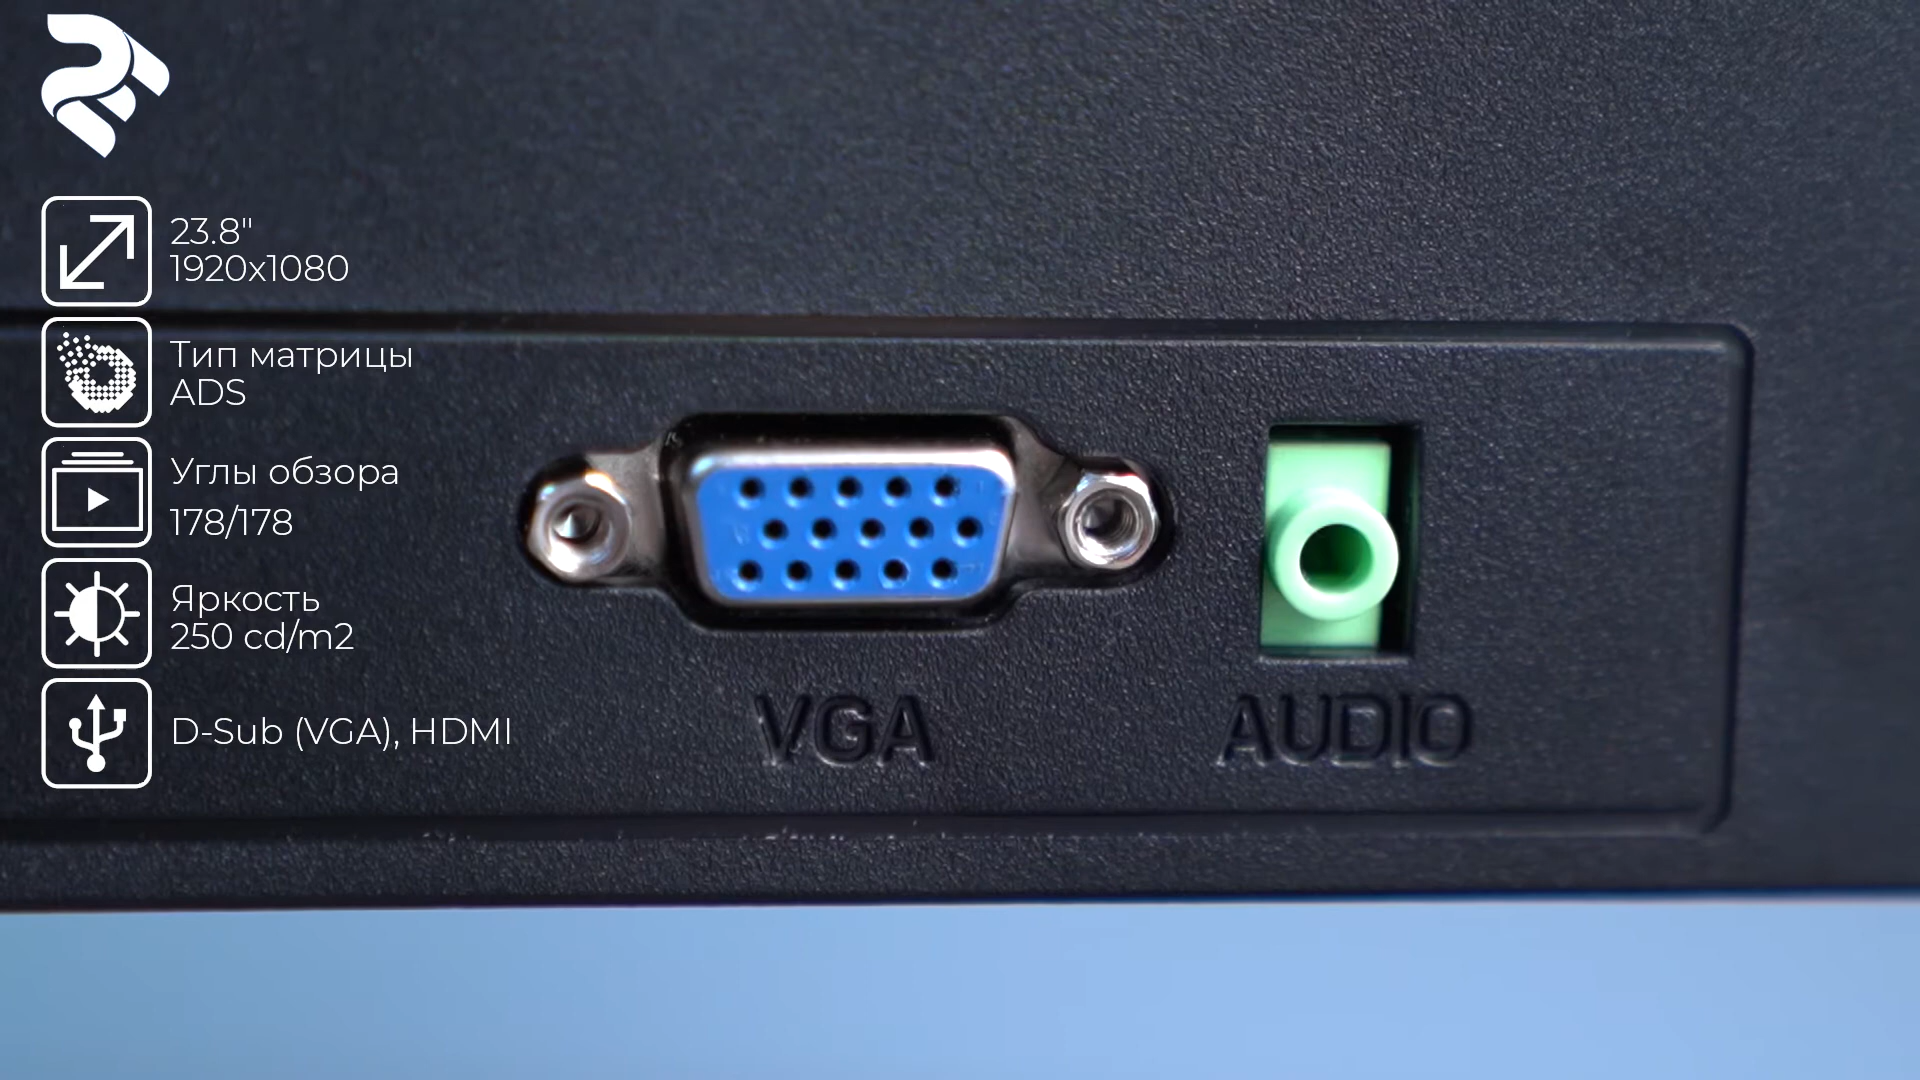 23.8"
1920x1080
Тип матрицы
ADS
Углы обзора
178/178
Яркость
250 cd/m2
D-Sub (VGA), HDMI
VGA
AUDIO